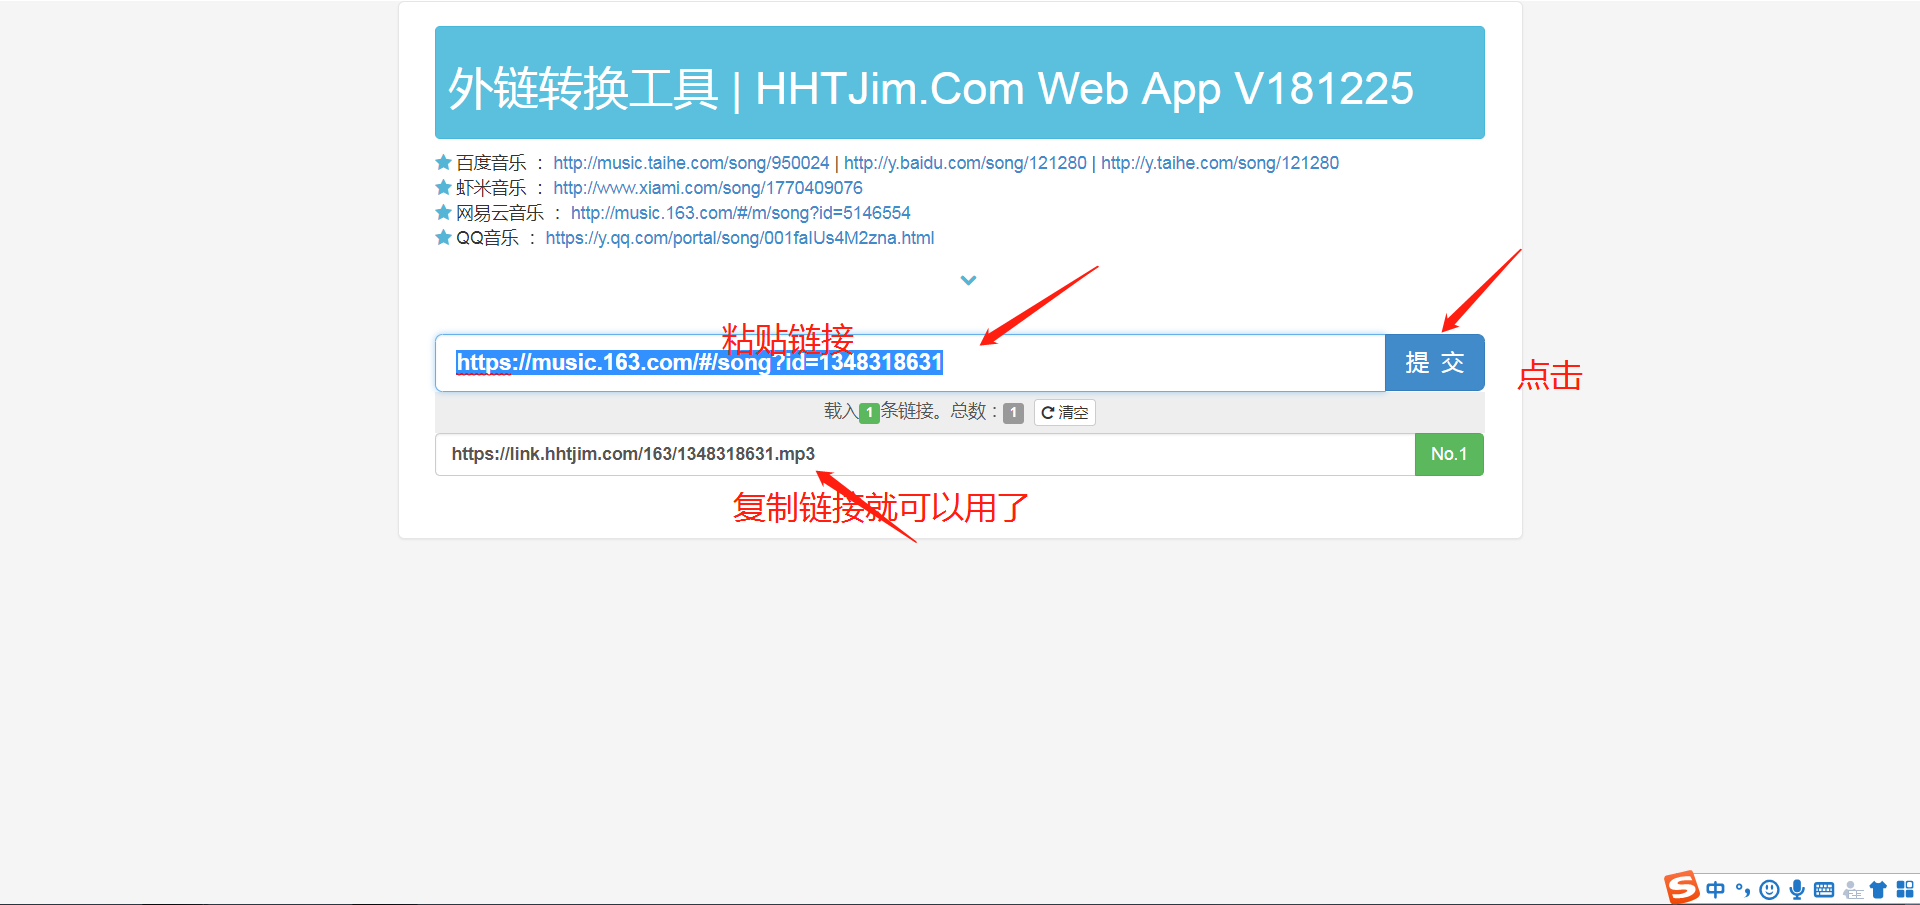 外链转换工具 | HHTJim.Com Web App V181225
百度音乐 ： http://music.taihe.com/song/950024 | http://y.baidu.com/song/121280 | http://y.taihe.com/song/121280
虾米音乐 ： http://www.xiami.com/song/1770409076
网易云音乐 ： http://music.163.com/#/m/song?id=5146554
QQ音乐 ： https://y.qq.com/portal/song/001faIUs4M2zna.html
粘贴链接
https://music.163.com/#/song?id=1348318631
提 交
点击
载入1条链接。总数：1 清空
https://link.hhtjim.com/163/1348318631.mp3
No.1
复制链接就可以用了
S 中